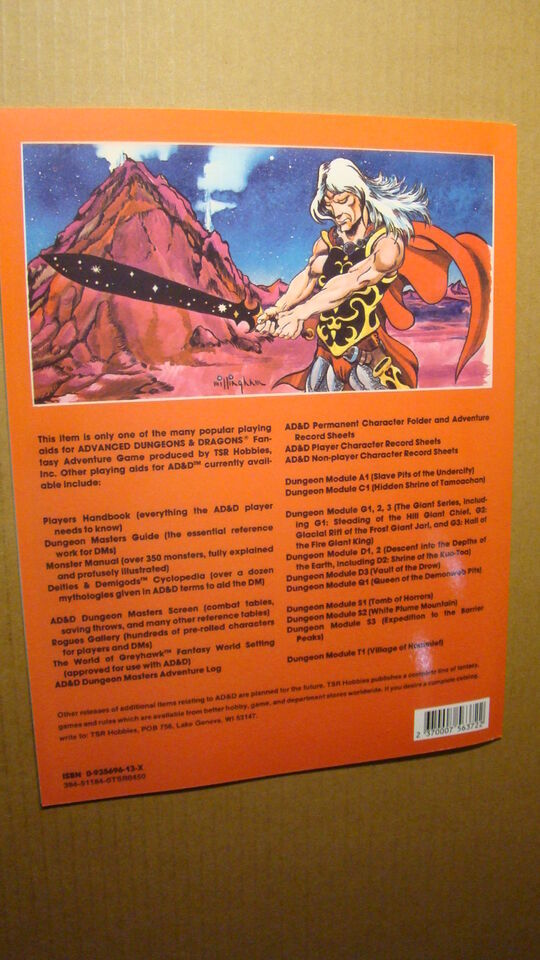 willingham
This item is only one of the many popular playing
aids for ADVANCED DUNGEONS & DRAGONS® Fan-
tasy Adventure Game produced by TSR Hobbies,
Inc. Other playing aids for AD&D™ currently avail-
able include:
Players Handbook (everything the AD&D player
needs to know)
Dungeon Masters Guide (the essential reference
work for DMs)
Monster Manual (over 350 monsters, fully explained
and profusely illustrated)
Deities & Demigods™ Cyclopedia (over a dozen
mythologies given in AD&D terms to aid the DM)
AD&D Dungeon Masters Screen (combat tables,
saving throws, and many other reference tables)
Rogues Gallery (hundreds of pre-rolled characters
for players and DMs)
The World of Greyhawk™ Fantasy World Setting
(approved for use with AD&D)
AD&D Dungeon Masters Adventure Log
AD&D Permanent Character Folder and Adventure
Record Sheets
AD&D Player Character Record Sheets
AD&D Non-player Character Record Sheets
Dungeon Module A1 (Slave Pits of the Undercity)
Dungeon Module C1 (Hidden Shrine of Tamoachan)
Dungeon Module G1, 2, 3 (The Giant Series, includ-
ing G1: Steading of the Hill Giant Chief, G2:
Glacial Rift of the Frost Giant Jarl, and G3: Hall of
the Fire Giant King)
Dungeon Module D1, 2 (Descent into the Depths of
the Earth, including D2: Shrine of the Kuo-Toa)
Dungeon Module D3 (Vault of the Drow)
Dungeon Module Q1 (Queen of the Demonweb Pits)
Dungeon Module S1 (Tomb of Horrors)
Dungeon Module S2 (White Plume Mountain)
Dungeon Module S3 (Expedition to the Barrier
Peaks)
Dungeon Module T1 (Village of Hommlet)
Other releases of additional items relating to AD&D are planned for the future. TSR Hobbies publishes a complete line of fantasy,
games and rules which are available from better hobby, game, and department stores worldwide. If you desire a complete catalog,
write to: TSR Hobbies, POB 756, Lake Geneva, WI 53147.
ISBN 0-935696-13-X
394-51184-6TSR0450
2 370007 563722